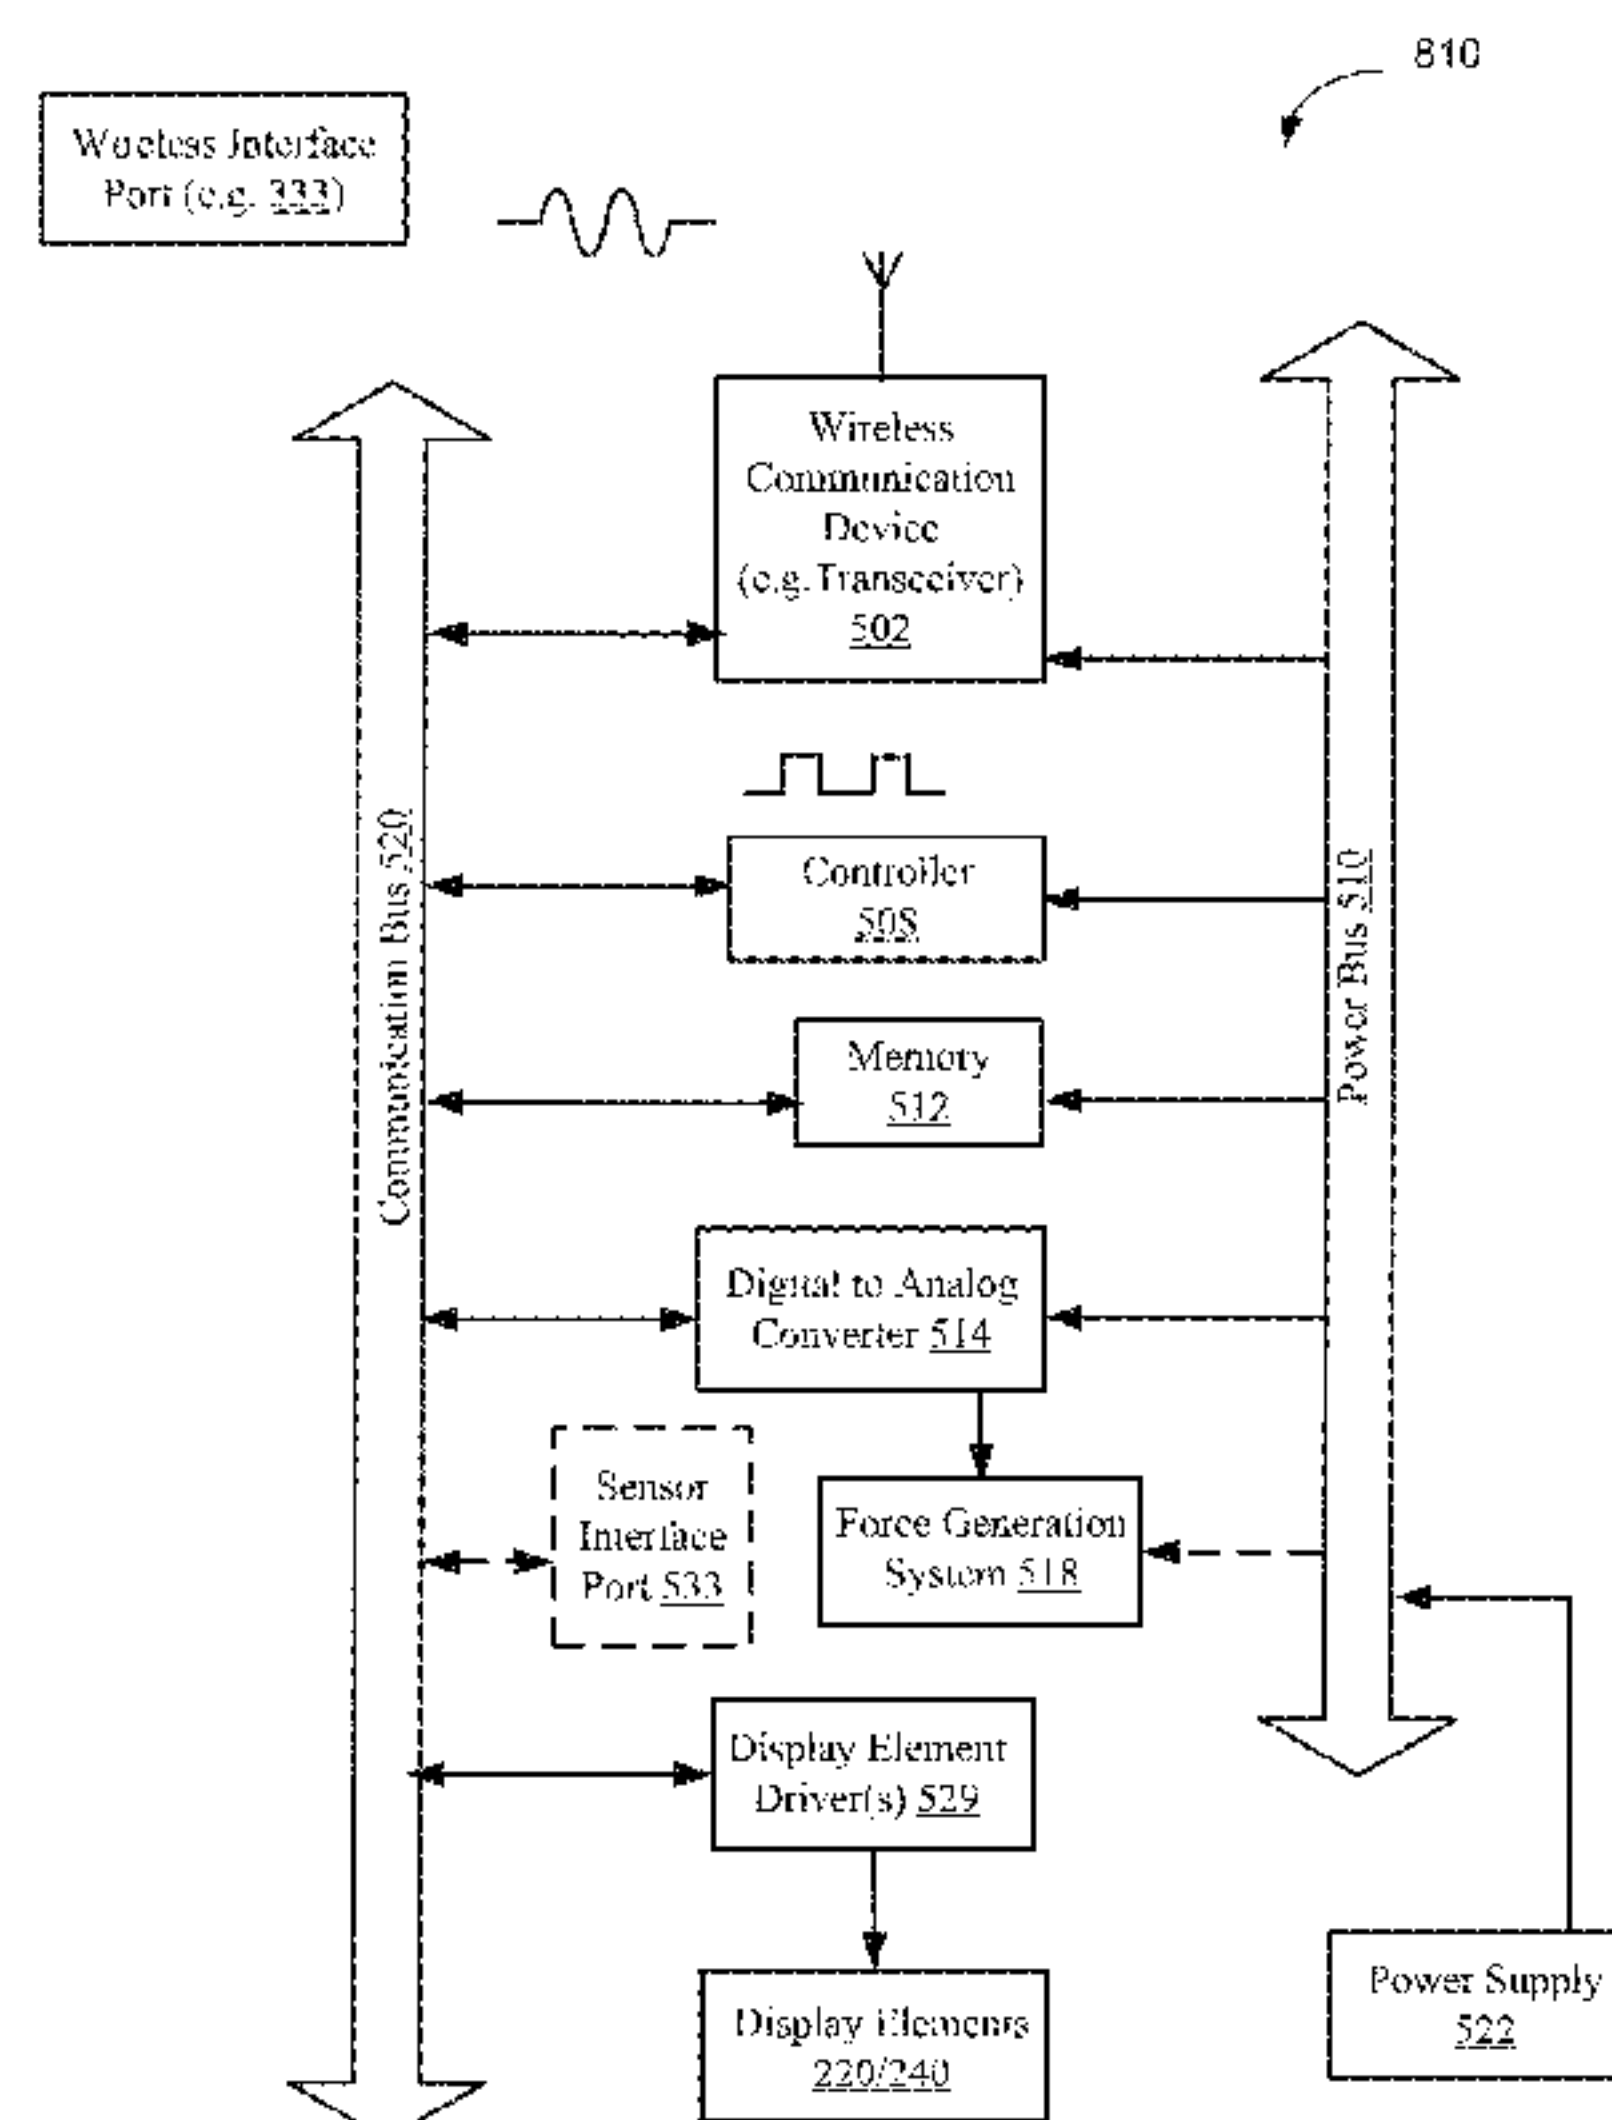 810
Wireless Interface
Port (e.g. 333)
Wireless
Communication
Device
(e.g. Transceiver)
502
Communication Bus 520
Power Bus 510
Controller
508
Memory
512
Digital to Analog
Converter 514
Sensor
Interface
Port 533
Force Generation
System 518
Display Element
Driver(s) 529
Display Elements
220/240
Power Supply
522